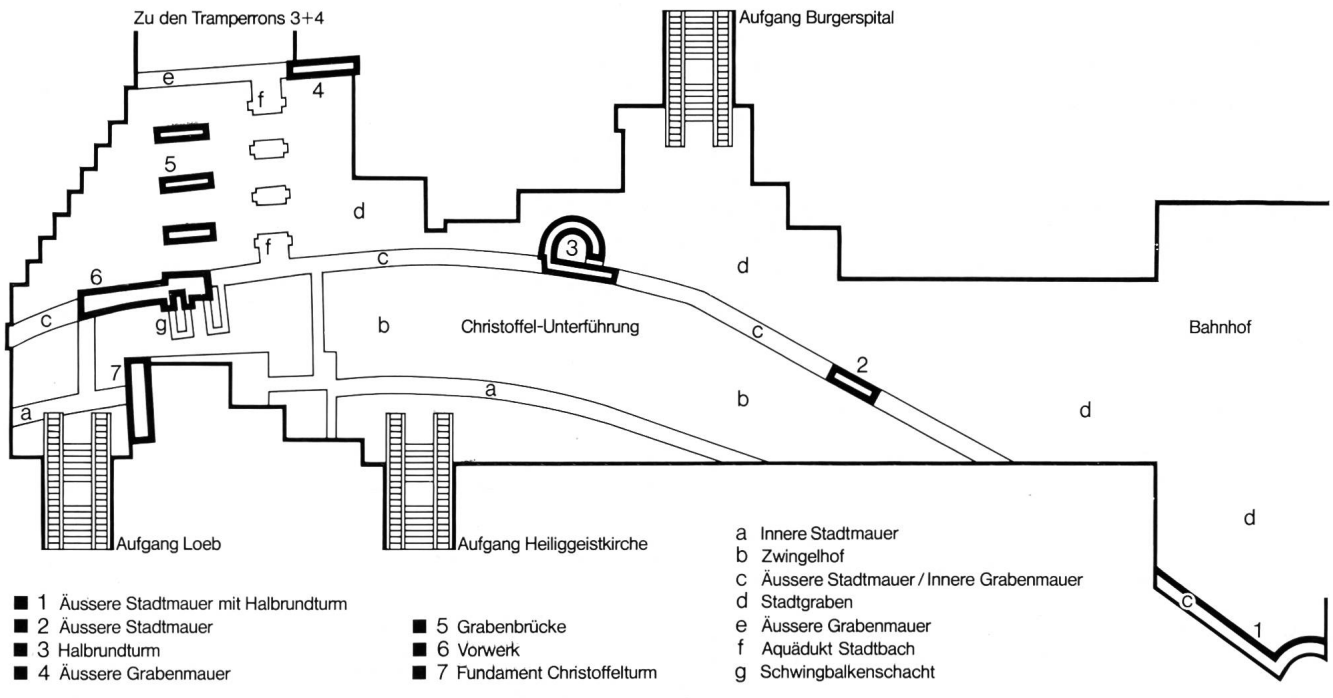 Zu den Tramperrons 3+4
Aufgang Burgerspital
e
4
f
5
d
f
3
c
d
6
c
g
b
Christoffel-Unterführung
c
Bahnhof
2
7
a
a
b
d
d
Aufgang Loeb
Aufgang Heiliggeistkirche
c
1
■ 1 Äussere Stadtmauer mit Halbrundturm
■ 2 Äussere Stadtmauer
■ 3 Halbrundturm
■ 4 Äussere Grabenmauer
■ 5 Grabenbrücke
■ 6 Vorwerk
■ 7 Fundament Christoffelturm
a Innere Stadtmauer
b Zwingelhof
c Äussere Stadtmauer / Innere Grabenmauer
d Stadtgraben
e Äussere Grabenmauer
f Aquädukt Stadtbach
g Schwingbalkenschacht